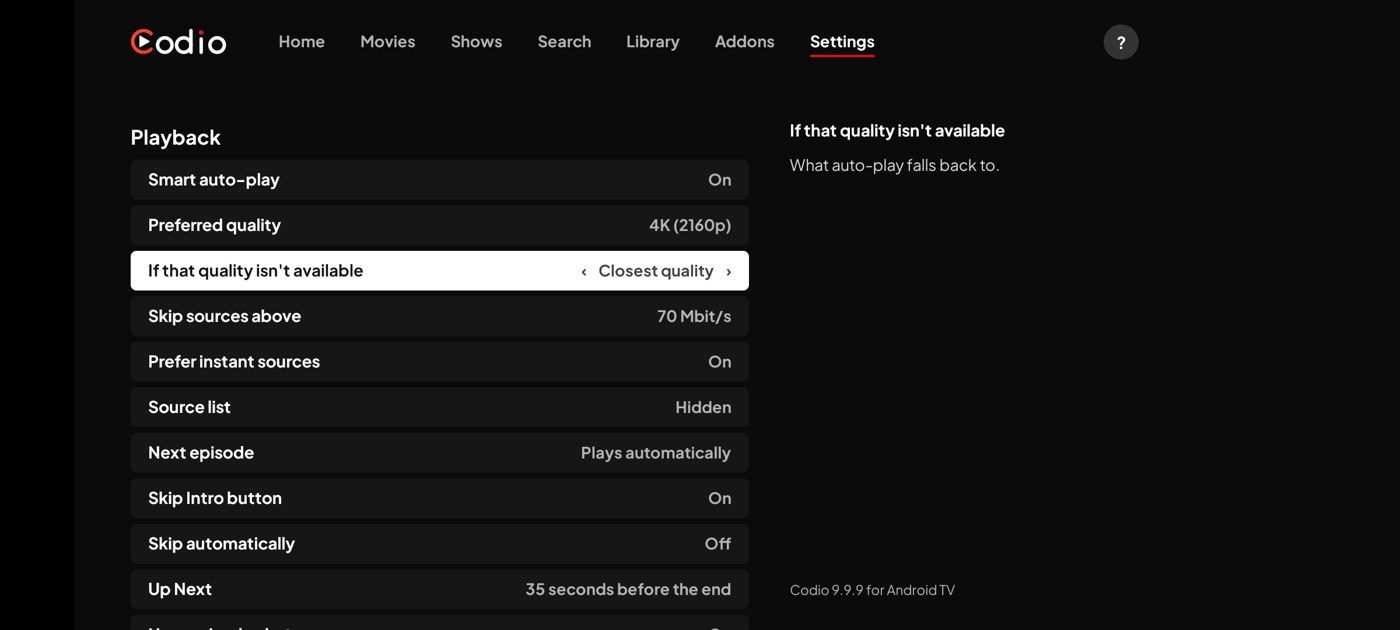 Codio
Home Movies Shows Search Library Addons Settings ?
Playback
Smart auto-play On
Preferred quality 4K (2160p)
If that quality isn't available ‹ Closest quality ›
Skip sources above 70 Mbit/s
Prefer instant sources On
Source list Hidden
Next episode Plays automatically
Skip Intro button On
Skip automatically Off
Up Next 35 seconds before the end
If that quality isn't available
What auto-play falls back to.
Codio 9.9.9 for Android TV